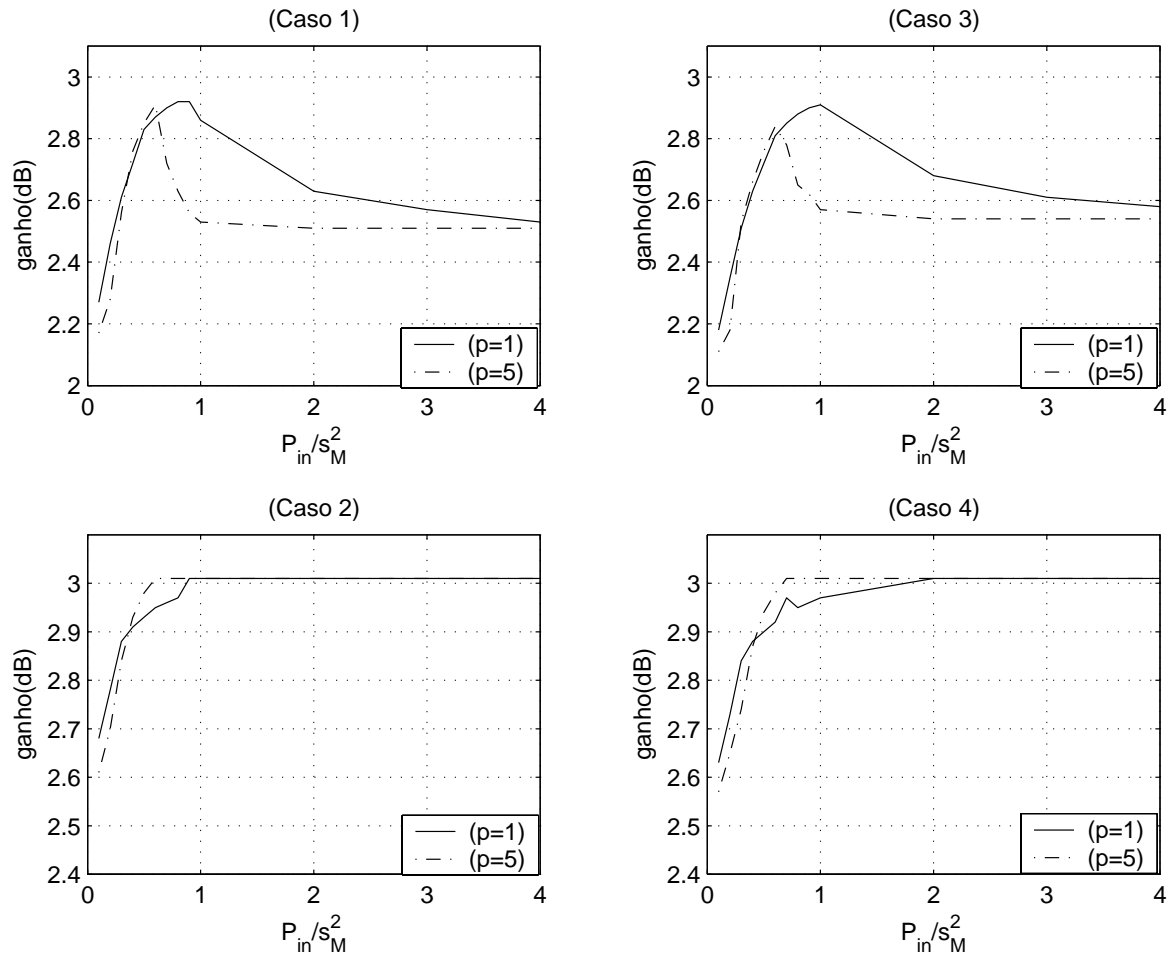 (Caso 1)
ganho(dB)
3
2.8
2.6
2.4
2.2
2
0 1 2 3 4
P_in/s_M^2
(p=1)
(p=5)
(Caso 3)
ganho(dB)
3
2.8
2.6
2.4
2.2
2
0 1 2 3 4
P_in/s_M^2
(p=1)
(p=5)
(Caso 2)
ganho(dB)
3
2.9
2.8
2.7
2.6
2.5
2.4
0 1 2 3 4
P_in/s_M^2
(p=1)
(p=5)
(Caso 4)
ganho(dB)
3
2.9
2.8
2.7
2.6
2.5
2.4
0 1 2 3 4
P_in/s_M^2
(p=1)
(p=5)